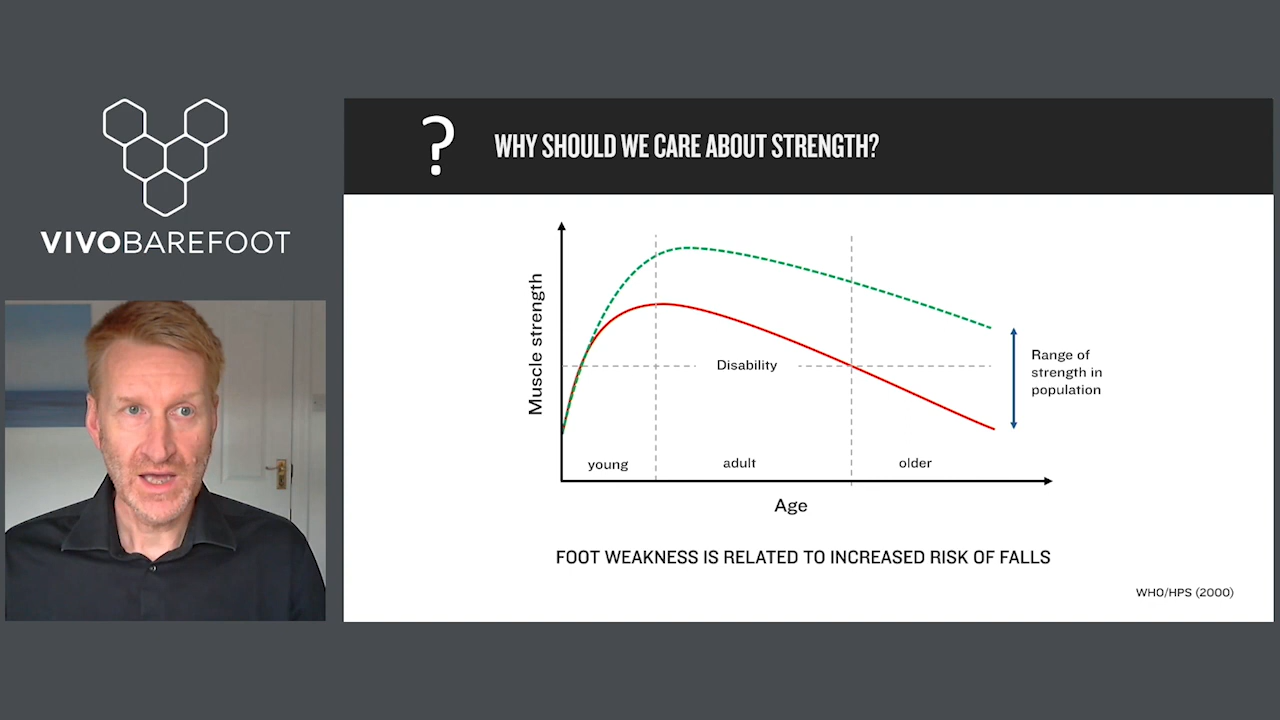 VIVOBAREFOOT
?
WHY SHOULD WE CARE ABOUT STRENGTH?
Muscle strength
Disability
Range of
strength in
population
young
adult
older
Age
FOOT WEAKNESS IS RELATED TO INCREASED RISK OF FALLS
WHO/HPS (2000)